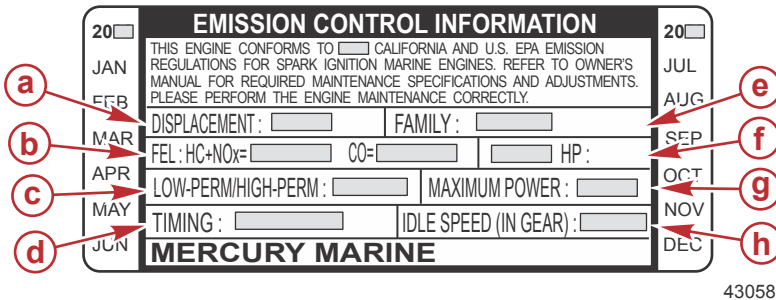 EMISSION CONTROL INFORMATION
20
JAN
FEB
MAR
APR
MAY
JUN
THIS ENGINE CONFORMS TO CALIFORNIA AND U.S. EPA EMISSION
REGULATIONS FOR SPARK IGNITION MARINE ENGINES. REFER TO OWNER'S
MANUAL FOR REQUIRED MAINTENANCE SPECIFICATIONS AND ADJUSTMENTS.
PLEASE PERFORM THE ENGINE MAINTENANCE CORRECTLY.
DISPLACEMENT : FAMILY :
FEL : HC+NOx= CO= HP :
LOW-PERM/HIGH-PERM : MAXIMUM POWER :
TIMING : IDLE SPEED (IN GEAR) :
MERCURY MARINE
20
JUL
AUG
SEP
OCT
NOV
DEC
a
b
c
d
e
f
g
h
43058